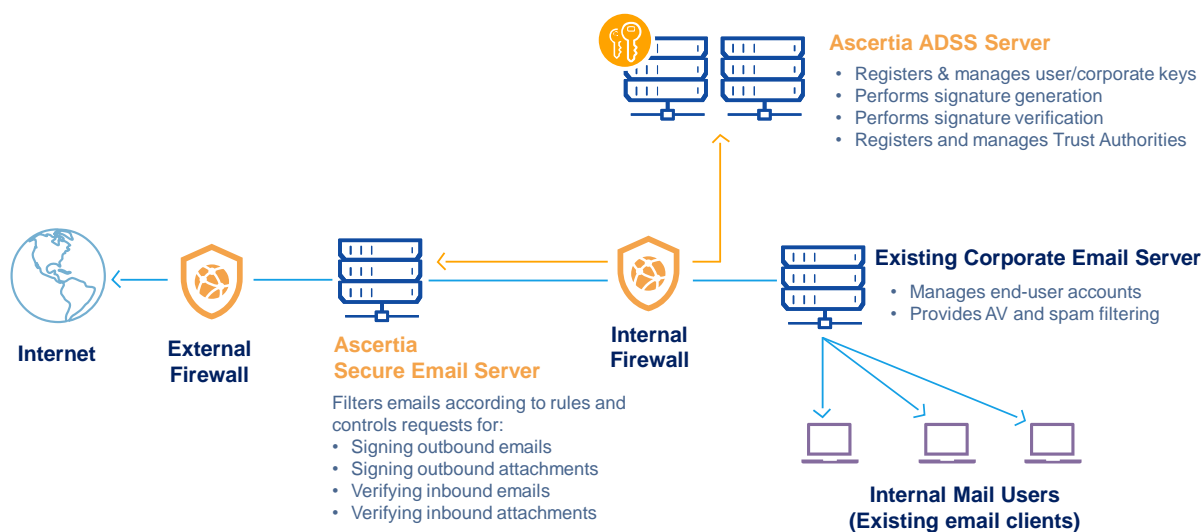 Ascertia ADSS Server
• Registers & manages user/corporate keys
• Performs signature generation
• Performs signature verification
• Registers and manages Trust Authorities
Internet
External
Firewall
Ascertia
Secure Email Server
Filters emails according to rules and
controls requests for:
• Signing outbound emails
• Signing outbound attachments
• Verifying inbound emails
• Verifying inbound attachments
Internal
Firewall
Existing Corporate Email Server
• Manages end-user accounts
• Provides AV and spam filtering
Internal Mail Users
(Existing email clients)